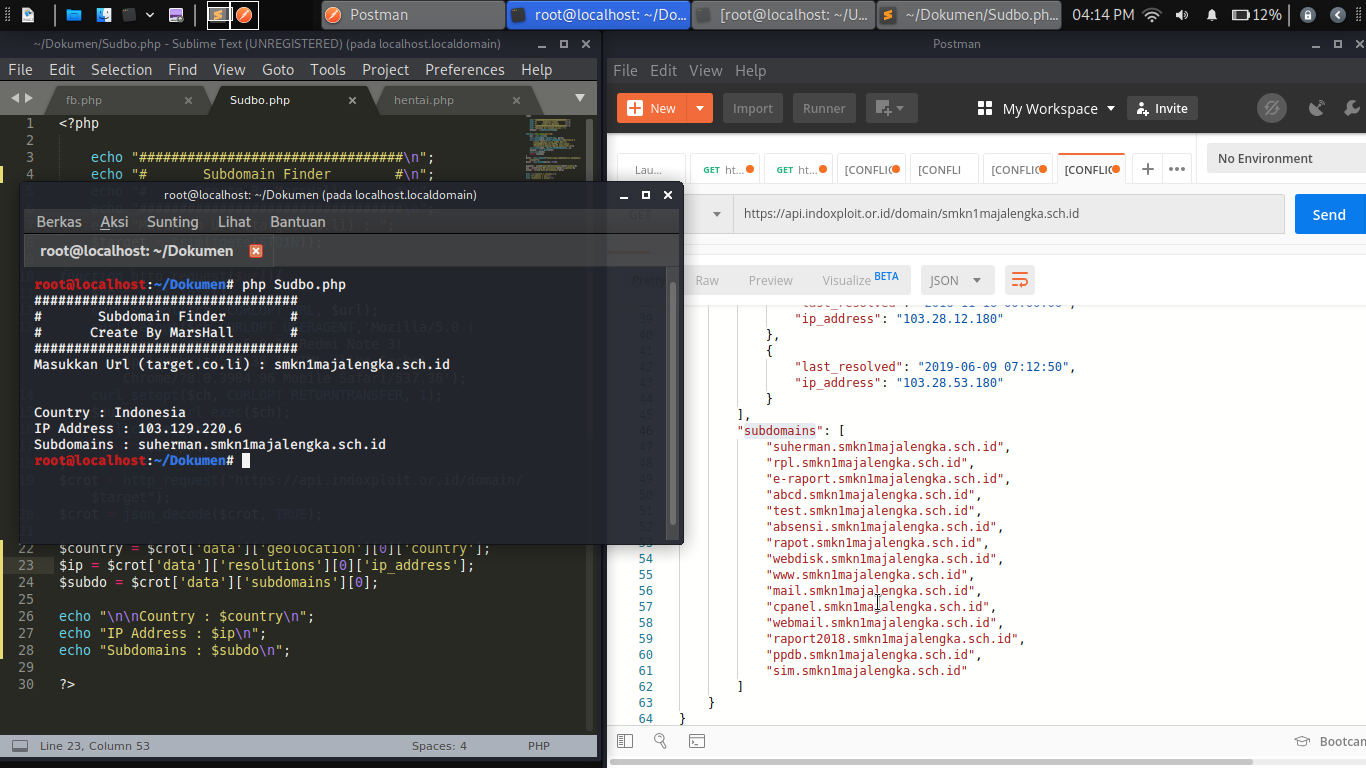 Postman
root@localhost: ~/Do...
[root@localhost: ~/U...
~/Dokumen/Sudbo.ph...
04:14 PM
12%
~/Dokumen/Sudbo.php - Sublime Text (UNREGISTERED) (pada localhost.localdomain)
File Edit Selection Find View Goto Tools Project Preferences Help
fb.php
Sudbo.php
hentai.php
1 <?php
2
3 echo "#################################\n";
4 echo "#       Subdomain Finder        #\n";
root@localhost: ~/Dokumen (pada localhost.localdomain)
Berkas Aksi Sunting Lihat Bantuan
root@localhost: ~/Dokumen
root@localhost:~/Dokumen# php Sudbo.php
#################################
#       Subdomain Finder        #
#      Create By MarsHall       #
#################################
Masukkan Url (target.co.li) : smkn1majalengka.sch.id
Country : Indonesia
IP Address : 103.129.220.6
Subdomains : suherman.smkn1majalengka.sch.id
root@localhost:~/Dokumen#
$crot = http_request("https://api.indoxploit.or.id/domain/
$target");
$crot = json_decode($crot, TRUE);
22 $country = $crot['data']['geolocation'][0]['country'];
23 $ip = $crot['data']['resolutions'][0]['ip_address'];
24 $subdo = $crot['data']['subdomains'][0];
25
26 echo "\n\nCountry : $country\n";
27 echo "IP Address : $ip\n";
28 echo "Subdomains : $subdo\n";
29
30 ?>
Line 23, Column 53
Spaces: 4
PHP
Postman
File Edit View Help
New
Import
Runner
My Workspace
Invite
Lau...
GET ht...
GET ht...
[CONFLIC
[CONFLI
[CONFLIC
[CONFLIC
No Environment
https://api.indoxploit.or.id/domain/smkn1majalengka.sch.id
Send
Pretty
Raw
Preview
Visualize BETA
JSON
"ip_address": "103.28.12.180"
},
{
"last_resolved": "2019-06-09 07:12:50",
"ip_address": "103.28.53.180"
}
],
"subdomains": [
"suherman.smkn1majalengka.sch.id",
"rpl.smkn1majalengka.sch.id",
"e-raport.smkn1majalengka.sch.id",
"abcd.smkn1majalengka.sch.id",
"test.smkn1majalengka.sch.id",
"absensi.smkn1majalengka.sch.id",
"rapot.smkn1majalengka.sch.id",
54 "webdisk.smkn1majalengka.sch.id",
55 "www.smkn1majalengka.sch.id",
56 "mail.smkn1majalengka.sch.id",
57 "cpanel.smkn1majalengka.sch.id",
58 "webmail.smkn1majalengka.sch.id",
59 "raport2018.smkn1majalengka.sch.id",
60 "ppdb.smkn1majalengka.sch.id",
61 "sim.smkn1majalengka.sch.id"
62 ]
63 }
64 }
Bootcam